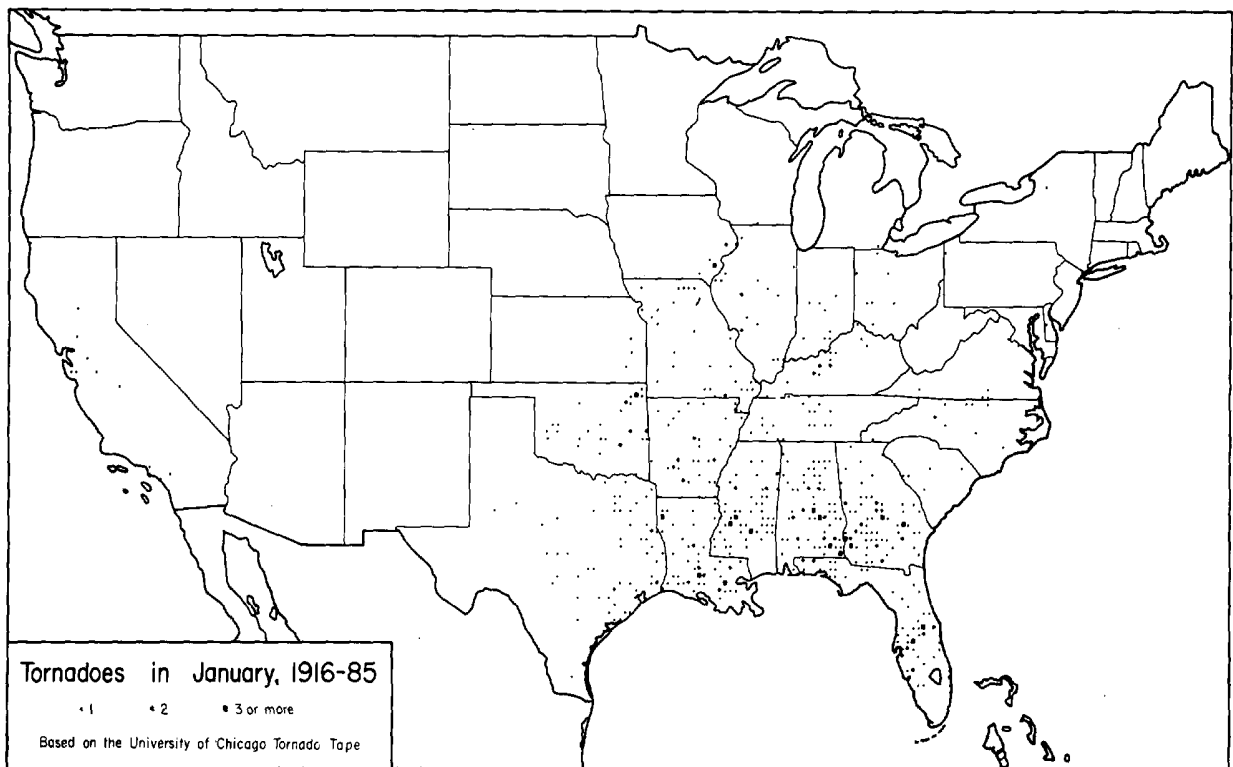 Tornadoes in January, 1916-85
• 1 • 2 • 3 or more
Based on the University of Chicago Tornado Tape